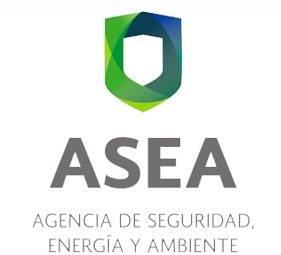 ASEA
AGENCIA DE SEGURIDAD,
ENERGÍA Y AMBIENTE